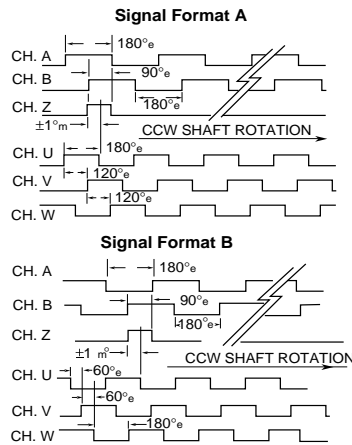 Signal Format A
CH. A
180°e
CH. B
90°e
180°e
CH. Z
±1°m
CCW SHAFT ROTATION
CH. U
180°e
CH. V
120°e
120°e
CH. W
Signal Format B
CH. A
180°e
CH. B
90°e
180°e
CH. Z
±1 m°
CCW SHAFT ROTATION
CH. U
60°e
60°e
CH. V
180°e
CH. W